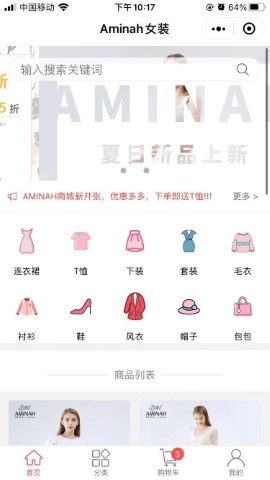 中国移动
下午10:17
Aminah女装
输入搜索关键词
折
AMINAH
夏日新品上新
AMINAH商城新开张，优惠多多，下单即送T恤!!!
更多
连衣裙 T恤 下装 套装 毛衣
衬衫 鞋 风衣 帽子 包包
商品列表
AMINAH AMINAH
3
首页 分类 购物车 我的